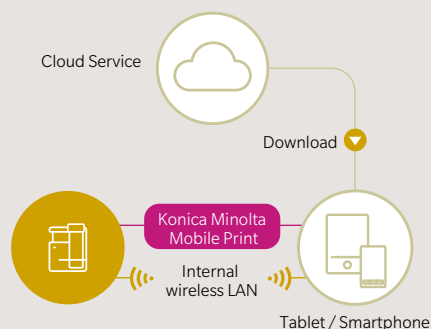 Cloud Service
Download
Konica Minolta
Mobile Print
Internal
wireless LAN
Tablet / Smartphone